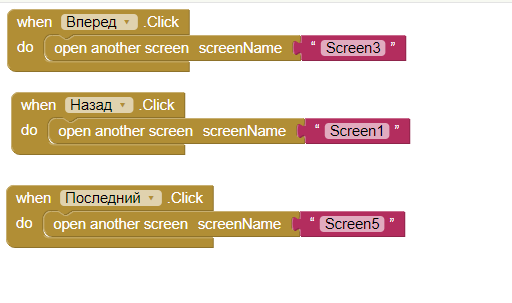 when Вперед .Click
do open another screen screenName " Screen3 "
when Назад .Click
do open another screen screenName " Screen1 "
when Последний .Click
do open another screen screenName " Screen5 "